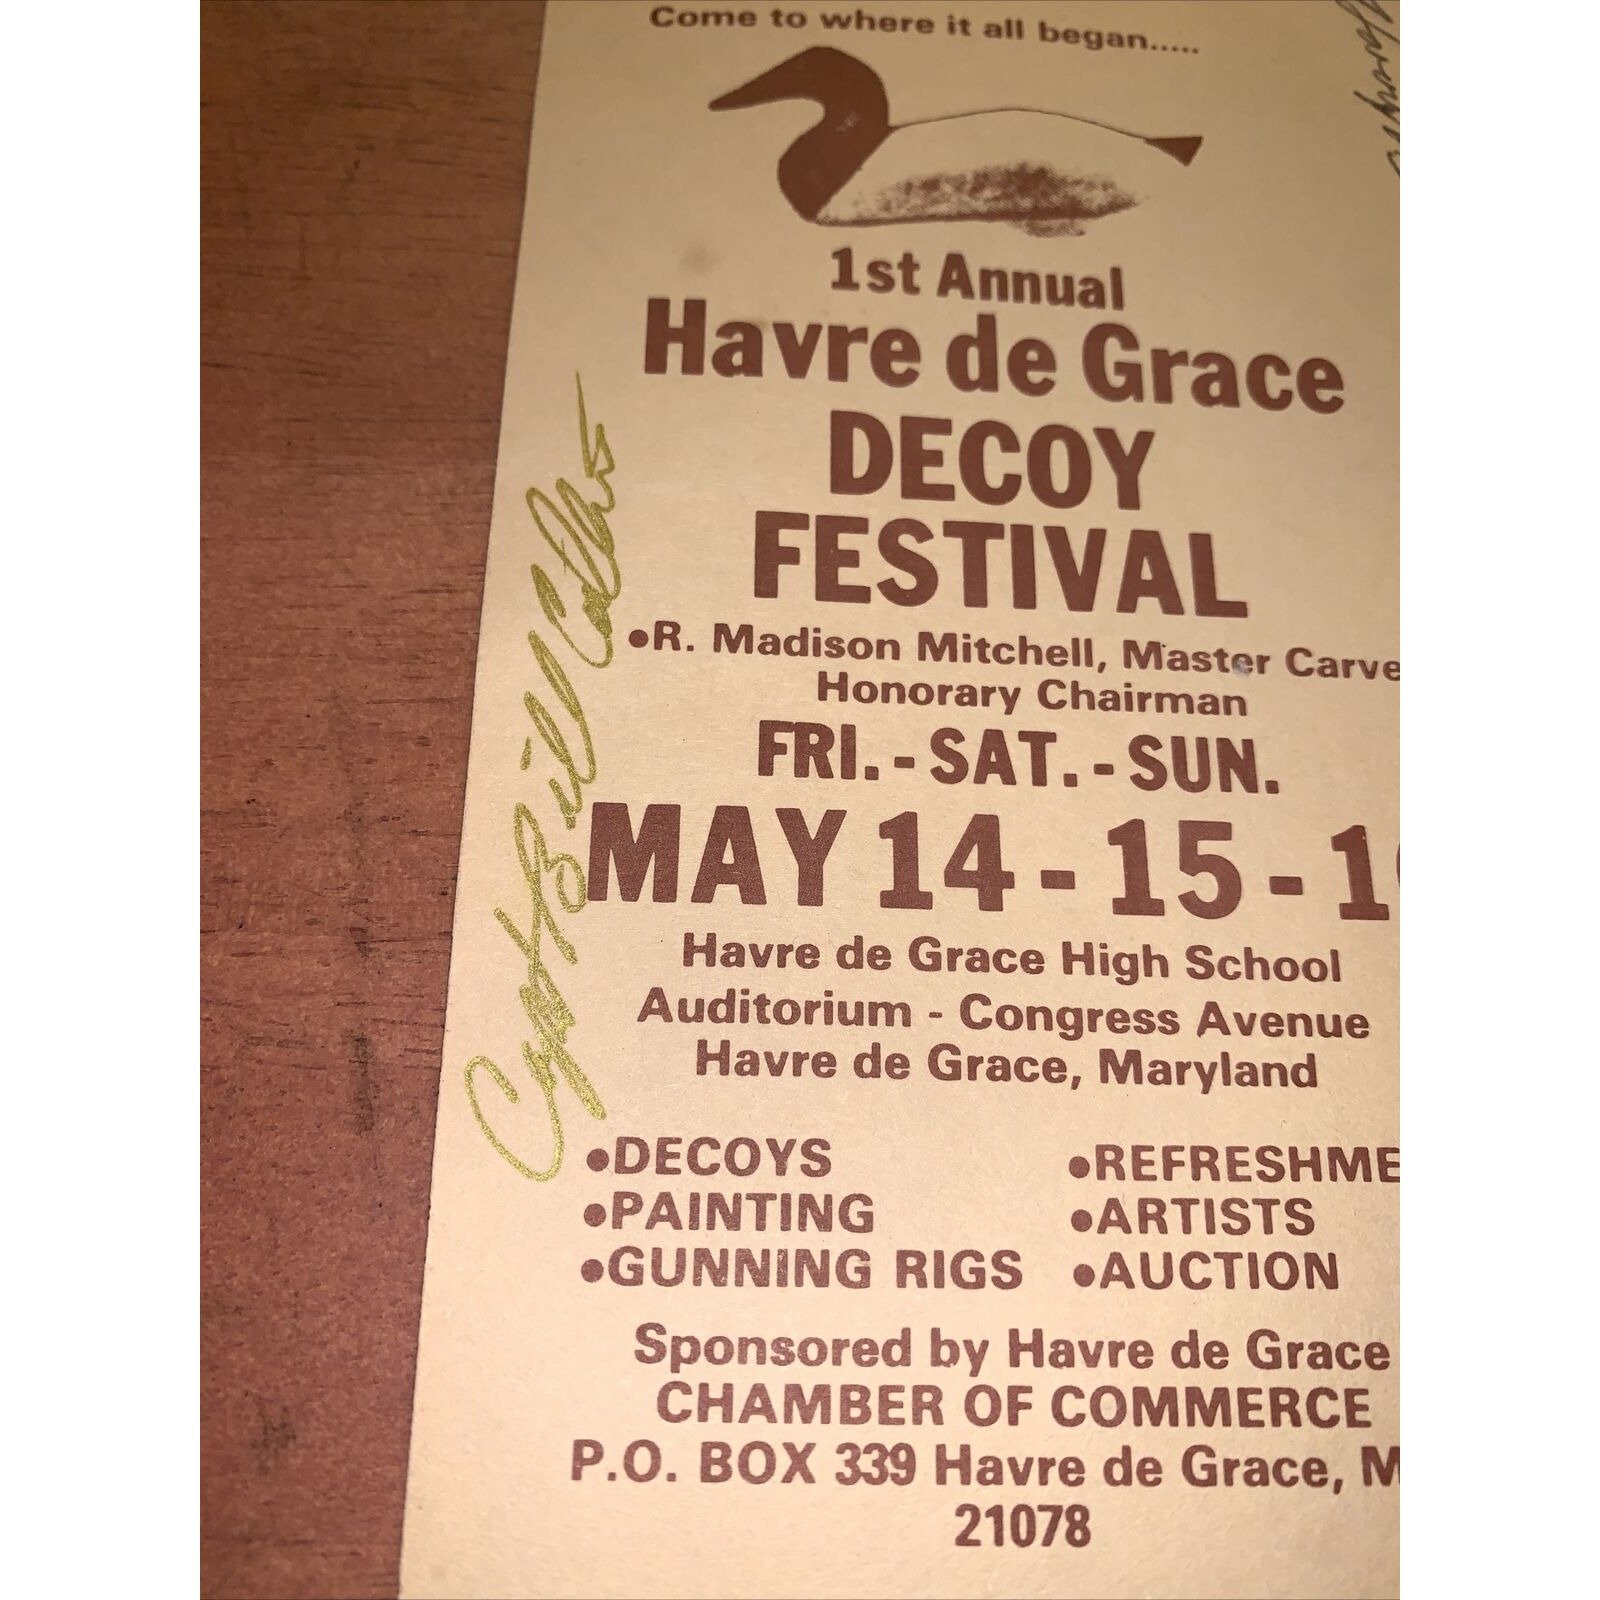 Come to where it all began.....
1st Annual
Havre de Grace
DECOY
FESTIVAL
•R. Madison Mitchell, Master Carve
Honorary Chairman
FRI. - SAT. - SUN.
MAY 14 - 15 - 1
Havre de Grace High School
Auditorium - Congress Avenue
Havre de Grace, Maryland
•DECOYS •REFRESHME
•PAINTING •ARTISTS
•GUNNING RIGS •AUCTION
Sponsored by Havre de Grace
CHAMBER OF COMMERCE
P.O. BOX 339 Havre de Grace, M
21078
Capt Bill Collins